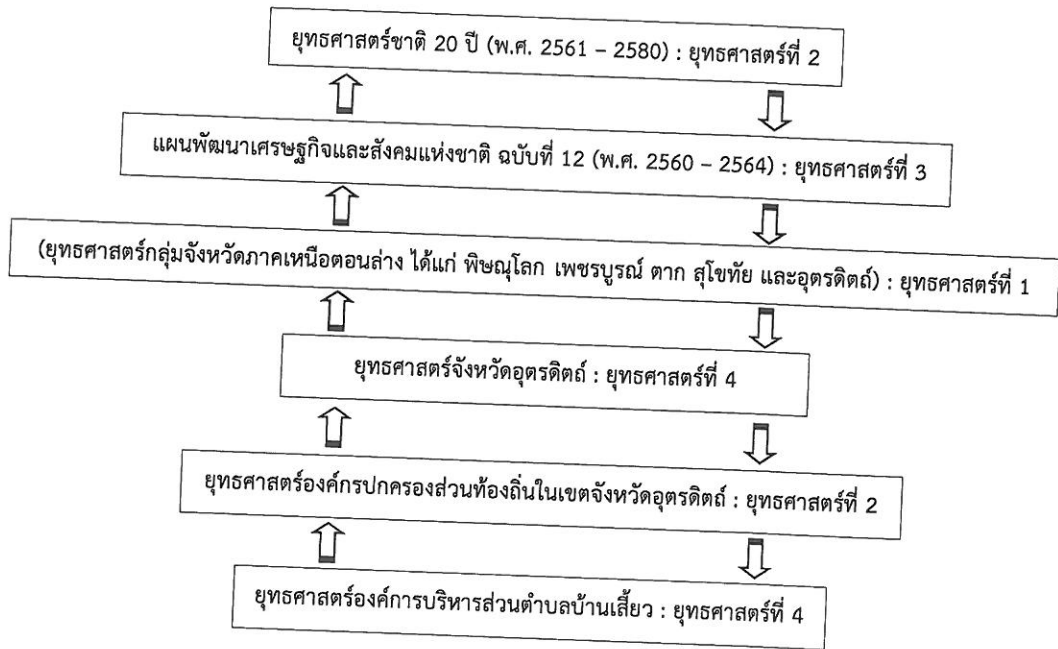 ยุทธศาสตร์ชาติ 20 ปี (พ.ศ. 2561 – 2580) : ยุทธศาสตร์ที่ 2
แผนพัฒนาเศรษฐกิจและสังคมแห่งชาติ ฉบับที่ 12 (พ.ศ. 2560 – 2564) : ยุทธศาสตร์ที่ 3
(ยุทธศาสตร์กลุ่มจังหวัดภาคเหนือตอนล่าง ได้แก่ พิษณุโลก เพชรบูรณ์ ตาก สุโขทัย และอุตรดิตถ์) : ยุทธศาสตร์ที่ 1
ยุทธศาสตร์จังหวัดอุตรดิตถ์ : ยุทธศาสตร์ที่ 4
ยุทธศาสตร์องค์กรปกครองส่วนท้องถิ่นในเขตจังหวัดอุตรดิตถ์ : ยุทธศาสตร์ที่ 2
ยุทธศาสตร์องค์การบริหารส่วนตำบลบ้านเสี้ยว : ยุทธศาสตร์ที่ 4